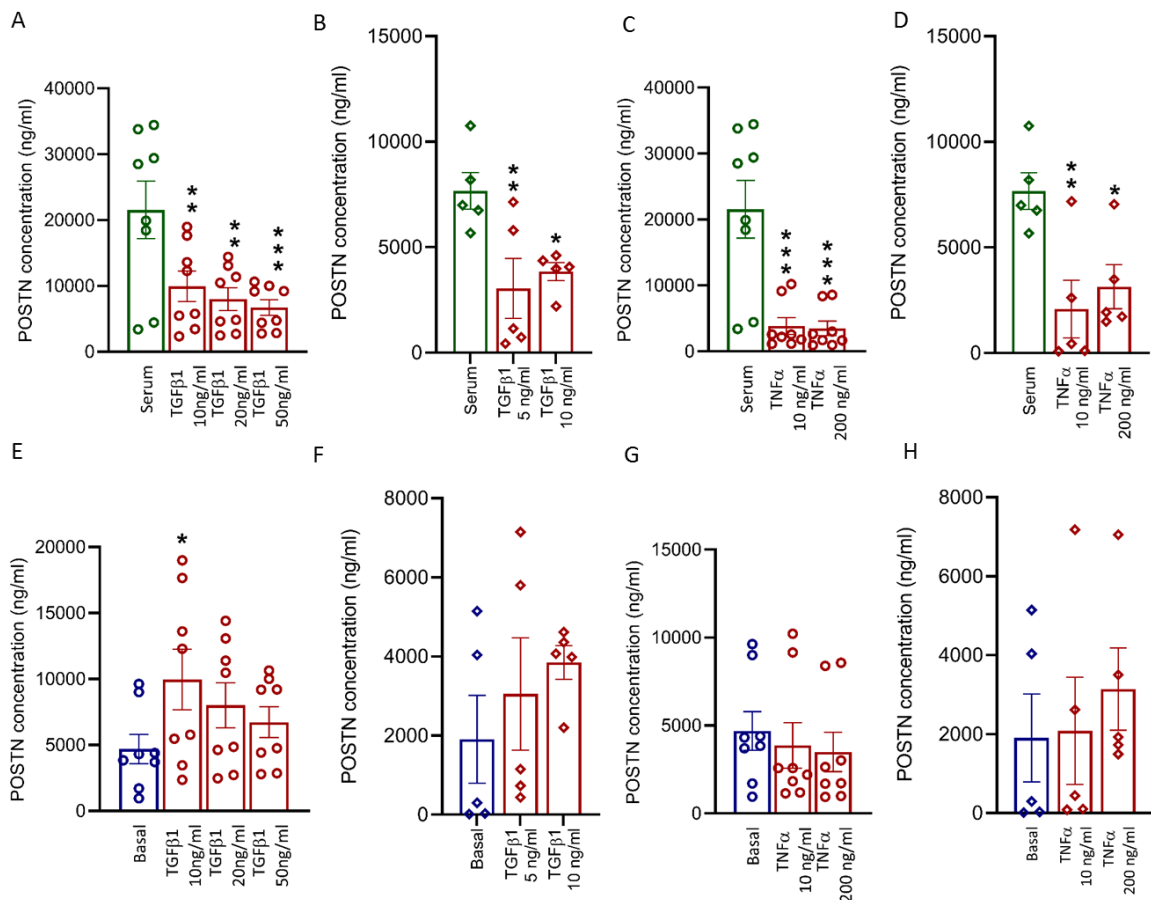 A
POSTN concentration (ng/ml)
40000
30000
20000
10000
0
**
**
***
Serum
TGFβ1
10ng/ml
TGFβ1
20ng/ml
TGFβ1
50ng/ml
B
POSTN concentration (ng/ml)
15000
10000
5000
0
**
*
Serum
TGFβ1
5 ng/ml
TGFβ1
10 ng/ml
C
POSTN concentration (ng/ml)
40000
30000
20000
10000
0
***
***
Serum
TNFα
10 ng/ml
TNFα
200 ng/ml
D
POSTN concentration (ng/ml)
15000
10000
5000
0
**
*
Serum
TNFα
10 ng/ml
TNFα
200 ng/ml
E
POSTN concentration (ng/ml)
20000
15000
10000
5000
0
*
Basal
TGFβ1
10ng/ml
TGFβ1
20ng/ml
TGFβ1
50ng/ml
F
POSTN concentration (ng/ml)
8000
6000
4000
2000
0
Basal
TGFβ1
5 ng/ml
TGFβ1
10 ng/ml
G
POSTN concentration (ng/ml)
15000
10000
5000
0
Basal
TNFα
10 ng/ml
TNFα
200 ng/ml
H
POSTN concentration (ng/ml)
8000
6000
4000
2000
0
Basal
TNFα
10 ng/ml
TNFα
200 ng/ml